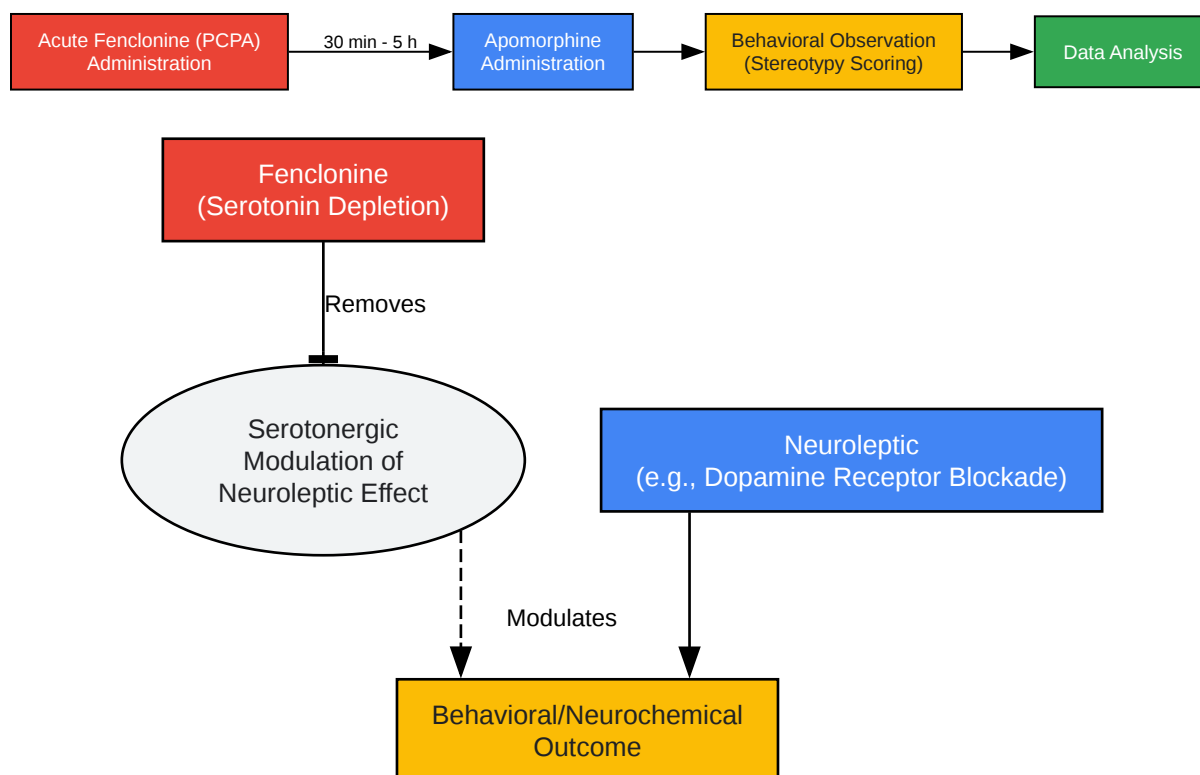 Acute Fenclonine (PCPA)
Administration
30 min - 5 h
Apomorphine
Administration
Behavioral Observation
(Stereotypy Scoring)
Data Analysis
Fenclonine
(Serotonin Depletion)
Removes
Serotonergic
Modulation of
Neuroleptic Effect
Neuroleptic
(e.g., Dopamine Receptor Blockade)
Modulates
Behavioral/Neurochemical
Outcome